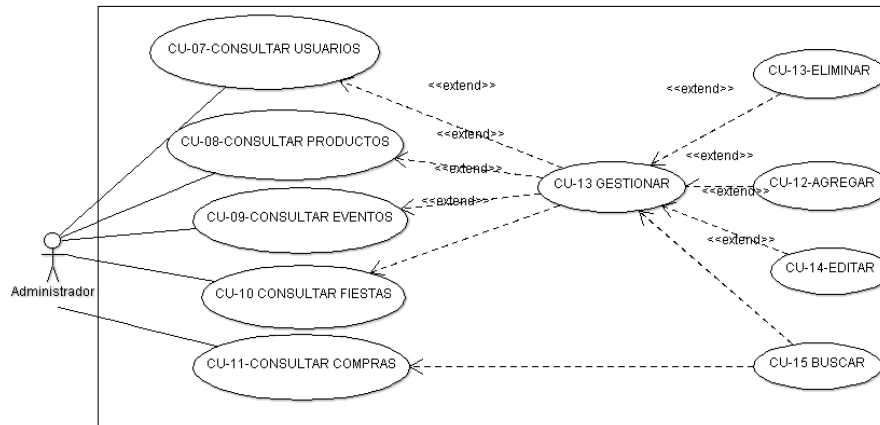 CU-07-CONSULTAR USUARIOS
CU-13-ELIMINAR
<<extend>>
<<extend>>
CU-08-CONSULTAR PRODUCTOS
<<extend>>
<<extend>>
<<extend>>
CU-13 GESTIONAR
CU-12-AGREGAR
<<extend>>
<<extend>>
CU-09-CONSULTAR EVENTOS
<<extend>>
CU-14-EDITAR
Administrador
CU-10 CONSULTAR FIESTAS
CU-11-CONSULTAR COMPRAS
CU-15 BUSCAR